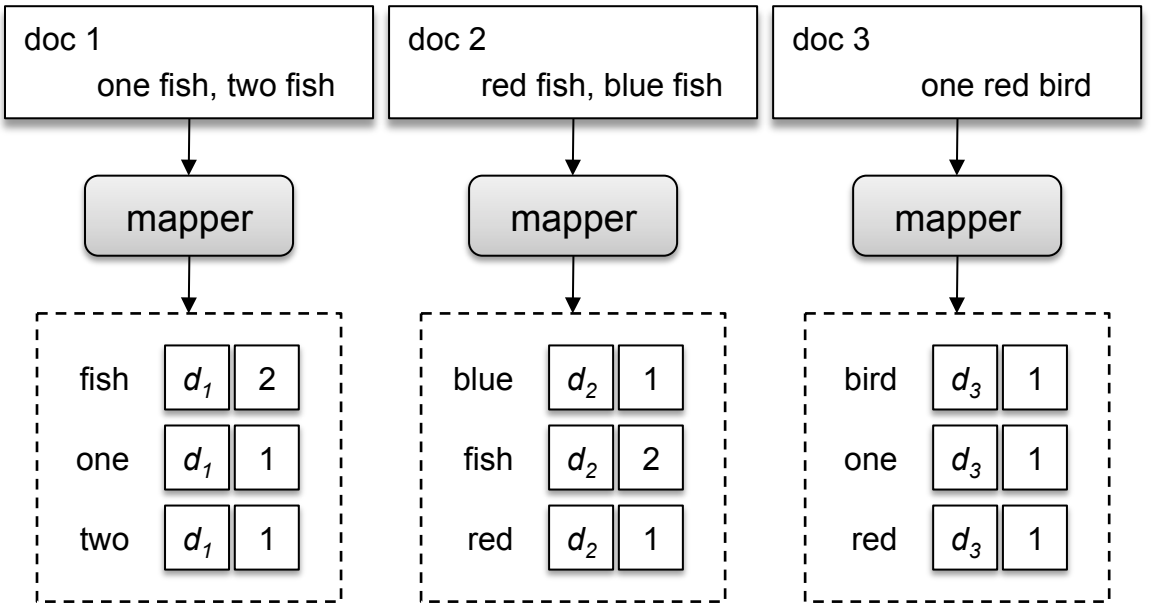 doc 1
one fish, two fish
doc 2
red fish, blue fish
doc 3
one red bird
mapper
mapper
mapper
fish d1 2
one d1 1
two d1 1
blue d2 1
fish d2 2
red d2 1
bird d3 1
one d3 1
red d3 1